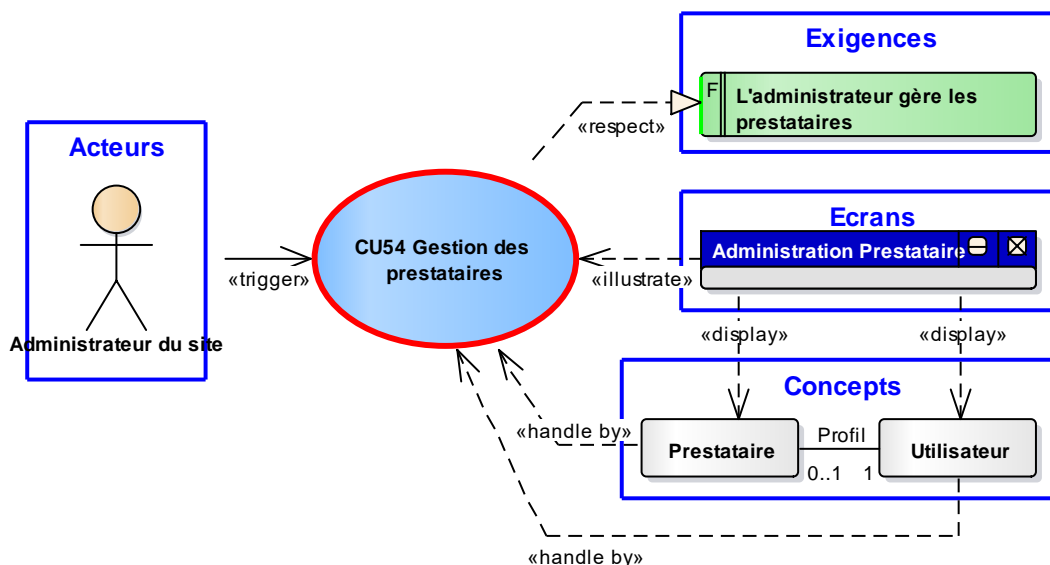 Exigences
F
L'administrateur gère les
prestataires
«respect»
Acteurs
Administrateur du site
«trigger»
CU54 Gestion des
prestataires
Ecrans
Administration Prestataire
«illustrate»
«display»
«display»
Concepts
«handle by»
Prestataire
Profil
0..1
1
Utilisateur
«handle by»